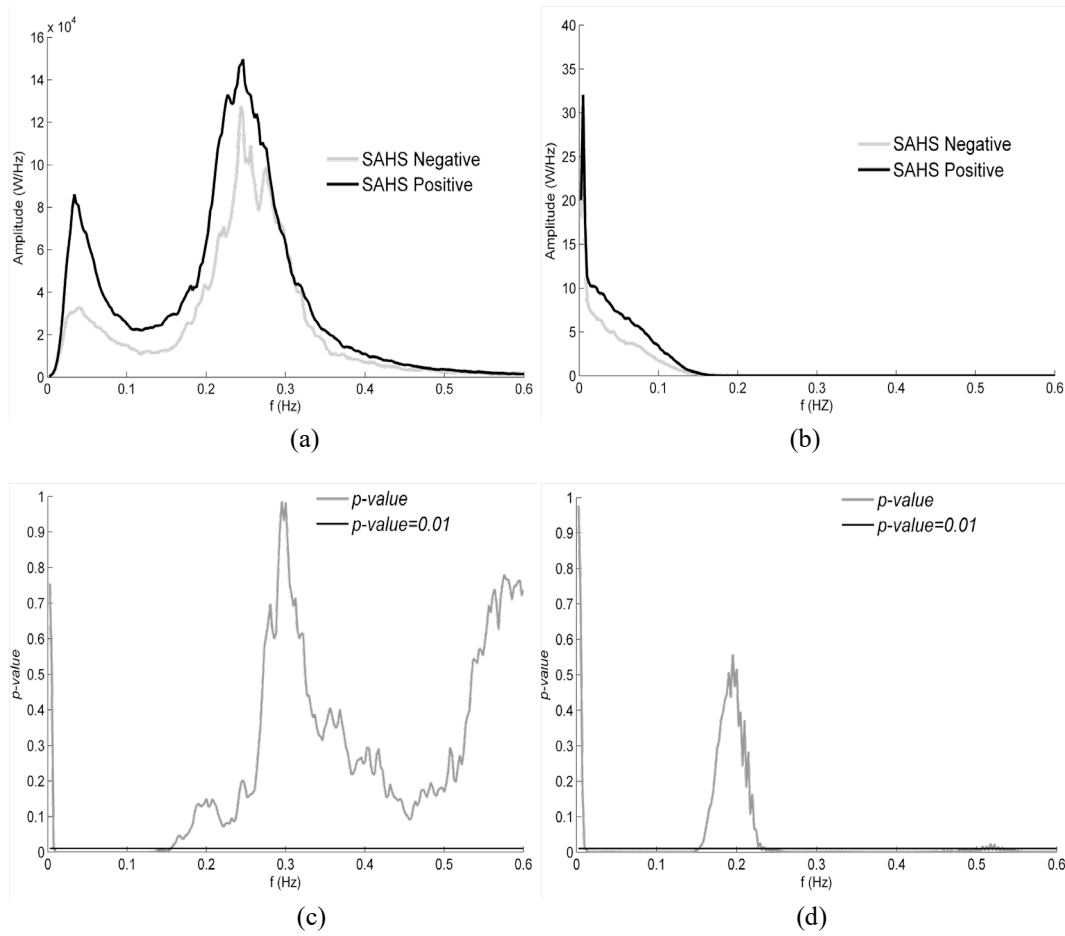 × 10⁴
16
14
12
10
8
6
4
2
0
Amplitude (W/Hz)
SAHS Negative
SAHS Positive
0 0.1 0.2 0.3 0.4 0.5 0.6
f (Hz)
(a)
40
35
30
25
20
15
10
5
0
Amplitude (W/Hz)
SAHS Negative
SAHS Positive
0 0.1 0.2 0.3 0.4 0.5 0.6
f (HZ)
(b)
1
0.9
0.8
0.7
0.6
0.5
0.4
0.3
0.2
0.1
0
p-value
p-value
p-value=0.01
0 0.1 0.2 0.3 0.4 0.5 0.6
f (Hz)
(c)
1
0.9
0.8
0.7
0.6
0.5
0.4
0.3
0.2
0.1
0
p-value
p-value
p-value=0.01
0 0.1 0.2 0.3 0.4 0.5 0.6
f (Hz)
(d)